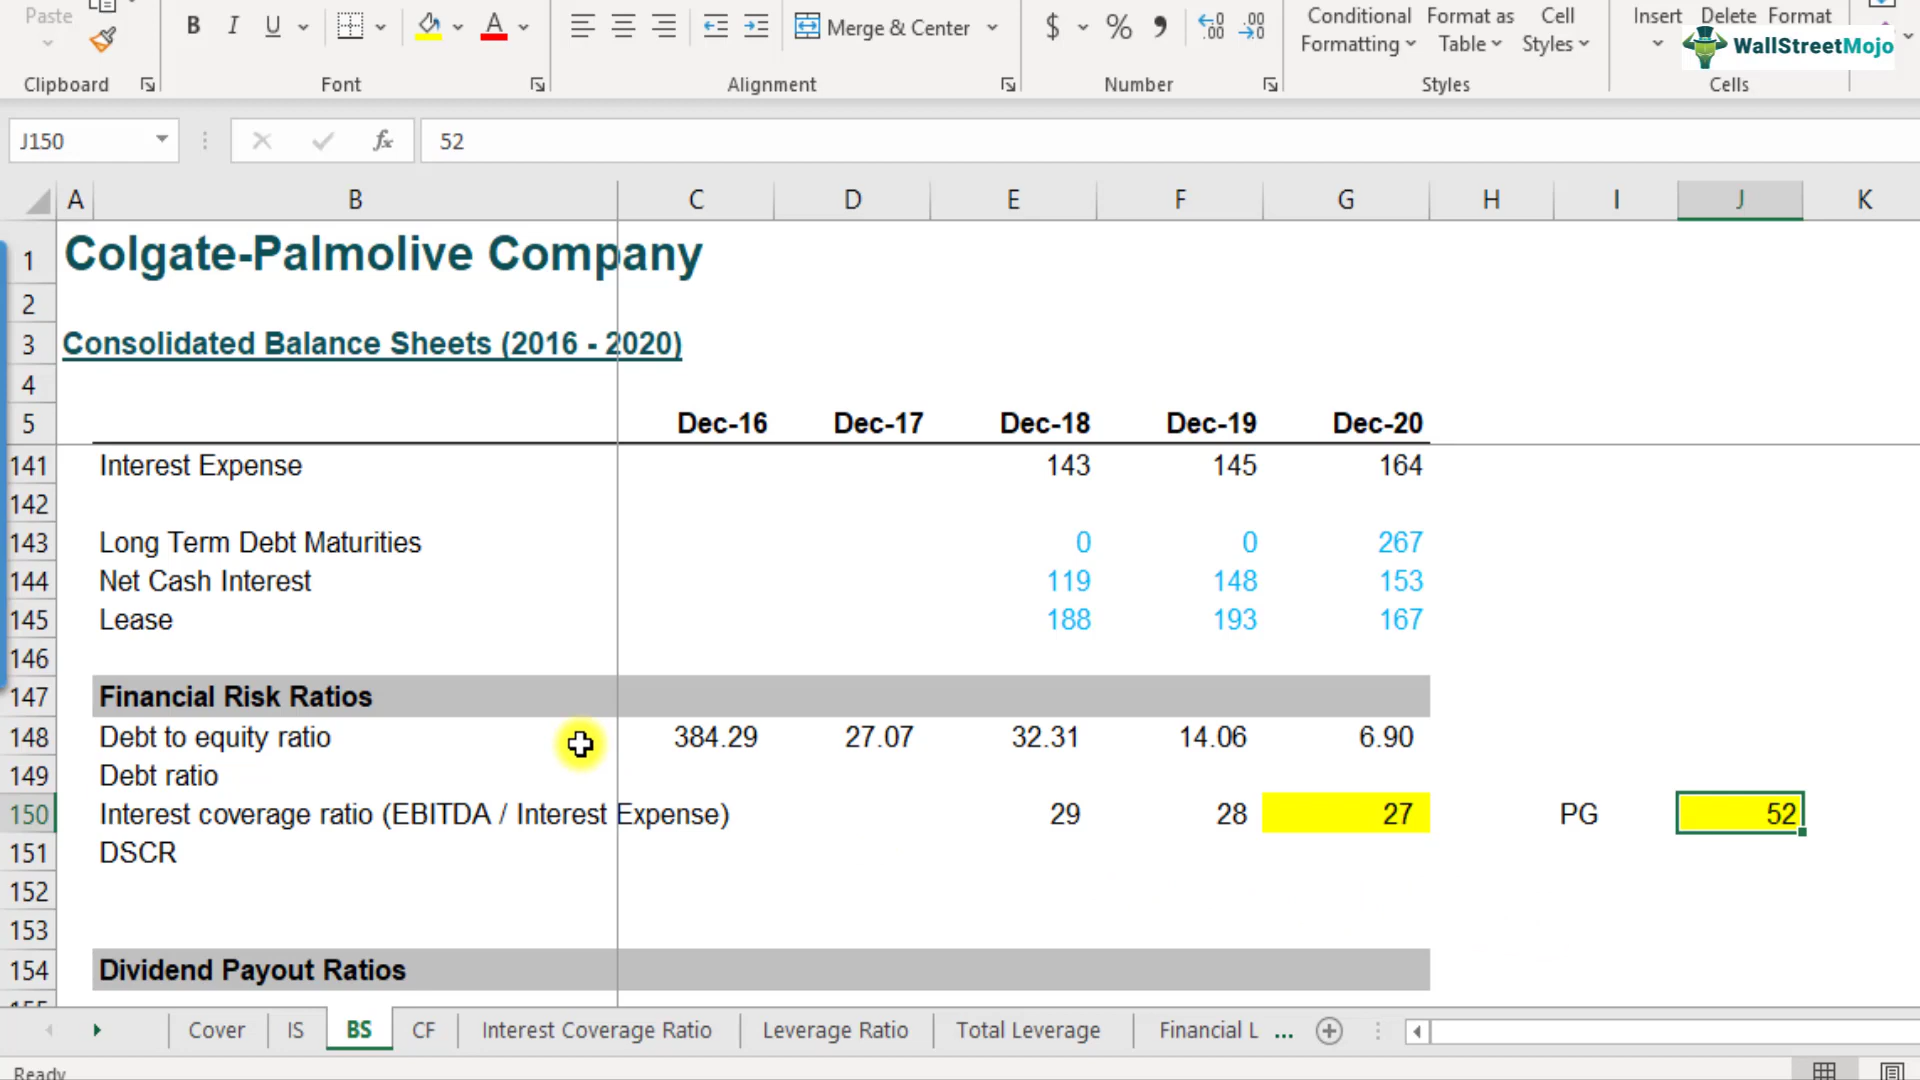 Paste
B I U A
Merge & Center
$ % ,
Conditional Formatting
Format as Table
Cell Styles
Insert Delete Format
WallStreetMojo
Clipboard Font Alignment Number Styles Cells
J150 fx 52
A B C D E F G H I J K
1 Colgate-Palmolive Company
2
3 Consolidated Balance Sheets (2016 - 2020)
4
5 Dec-16 Dec-17 Dec-18 Dec-19 Dec-20
141 Interest Expense 143 145 164
142
143 Long Term Debt Maturities 0 0 267
144 Net Cash Interest 119 148 153
145 Lease 188 193 167
146
147 Financial Risk Ratios
148 Debt to equity ratio 384.29 27.07 32.31 14.06 6.90
149 Debt ratio
150 Interest coverage ratio (EBITDA / Interest Expense) 29 28 27 PG 52
151 DSCR
152
153
154 Dividend Payout Ratios
155
Cover IS BS CF Interest Coverage Ratio Leverage Ratio Total Leverage Financial L ...
Ready